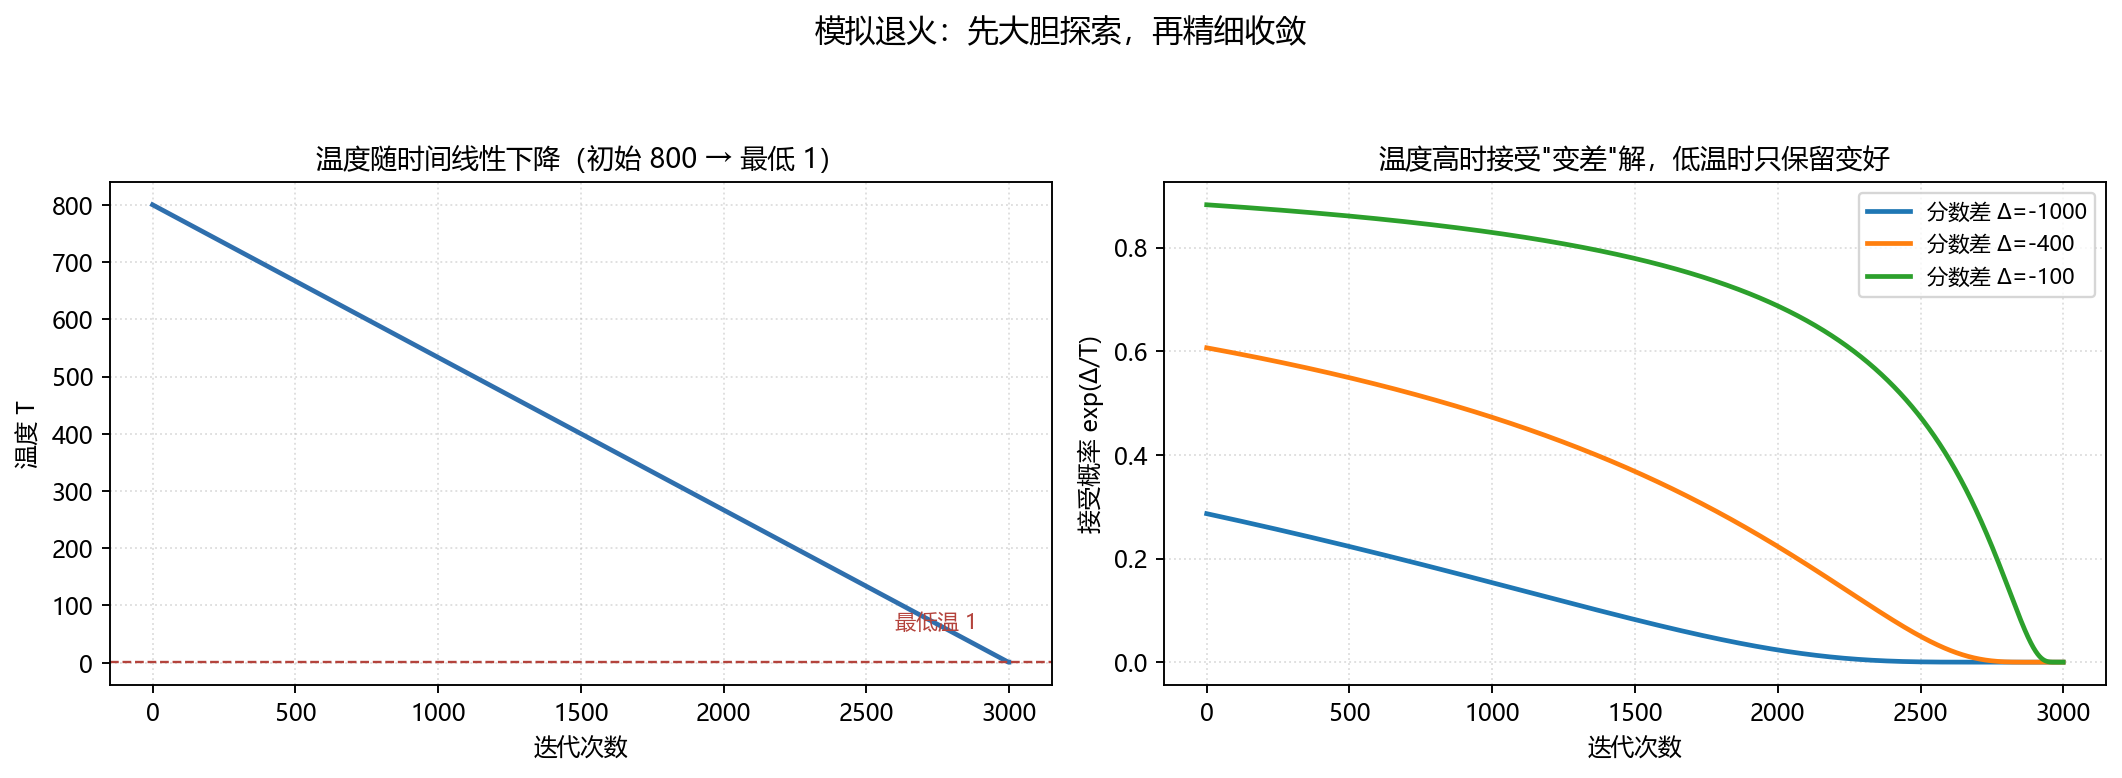 模拟退火：先大胆探索，再精细收敛
温度随时间线性下降（初始 800 → 最低 1）
温度 T
800
700
600
500
400
300
200
100
0
最低温 1
0 500 1000 1500 2000 2500 3000
迭代次数
温度高时接受"变差"解，低温时只保留变好
接受概率 exp(Δ/T)
0.8
0.6
0.4
0.2
0.0
分数差 Δ=-1000
分数差 Δ=-400
分数差 Δ=-100
0 500 1000 1500 2000 2500 3000
迭代次数